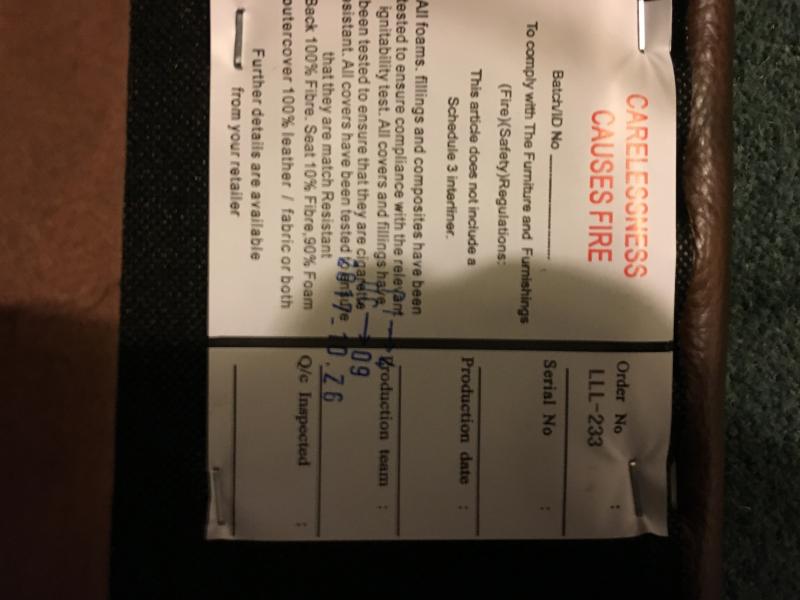 CARELESSNESS
CAUSES FIRE
Batch/ID No
To comply with The Furniture and Furnishings
(Fire)(Safety)Regulations:
This article does not include a
Schedule 3 interliner.
All foams. fillings and composites have been
tested to ensure compliance with the relevant
ignitability test. All covers and fillings have
been tested to ensure that they are cigarette
esistant. All covers have been tested to ensure
that they are match Resistant
Back 100% Fibre. Seat 10% Fibre,90% Foam
outercover 100% leather / fabric or both
Further details are available
from your retailer
Order No :
LLL-233
Serial No :
Production date :
Production team :
09
10.26
Q/c Inspected :